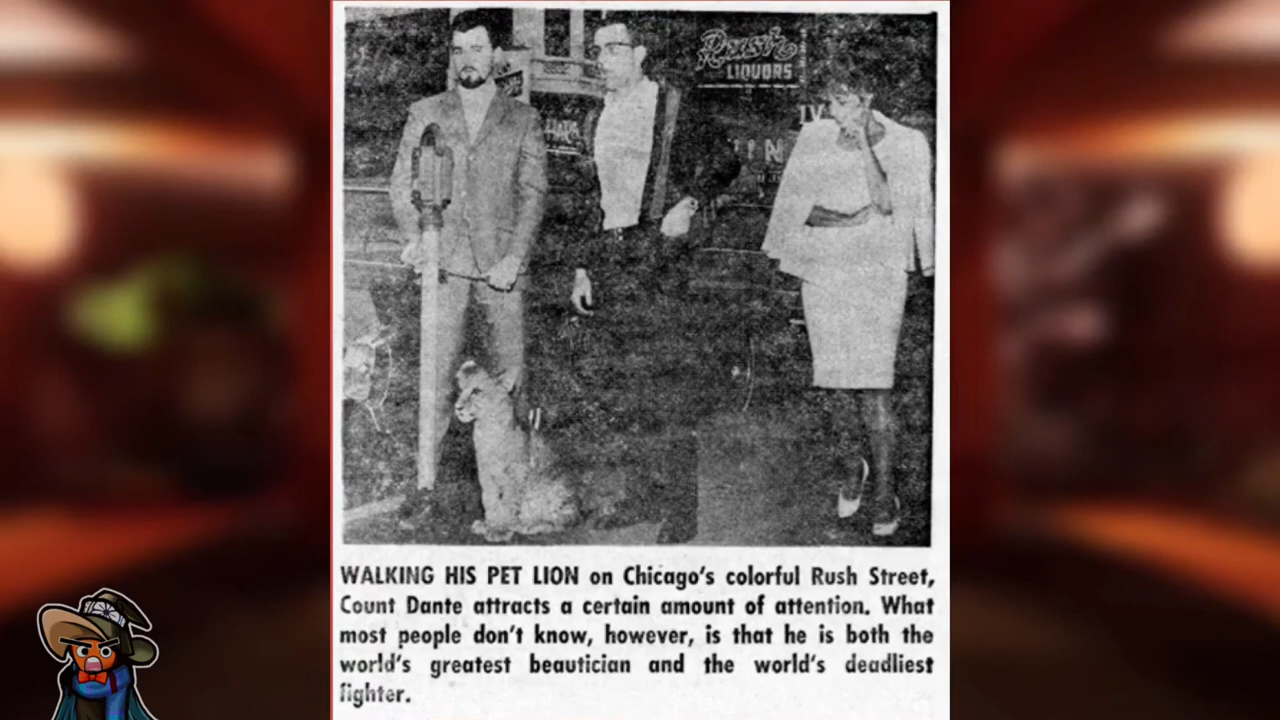 Rush
LIQUORS
WALKING HIS PET LION on Chicago's colorful Rush Street,
Count Dante attracts a certain amount of attention. What
most people don't know, however, is that he is both the
world's greatest beautician and the world's deadliest
fighter.